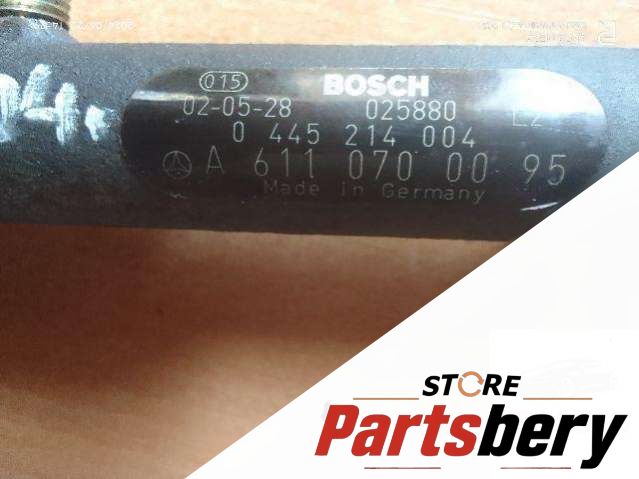 015 BOSCH
02-05-28 025880
0 445 214 004
A 611 070 00 95
Made in Germany
STORE
Partsbery